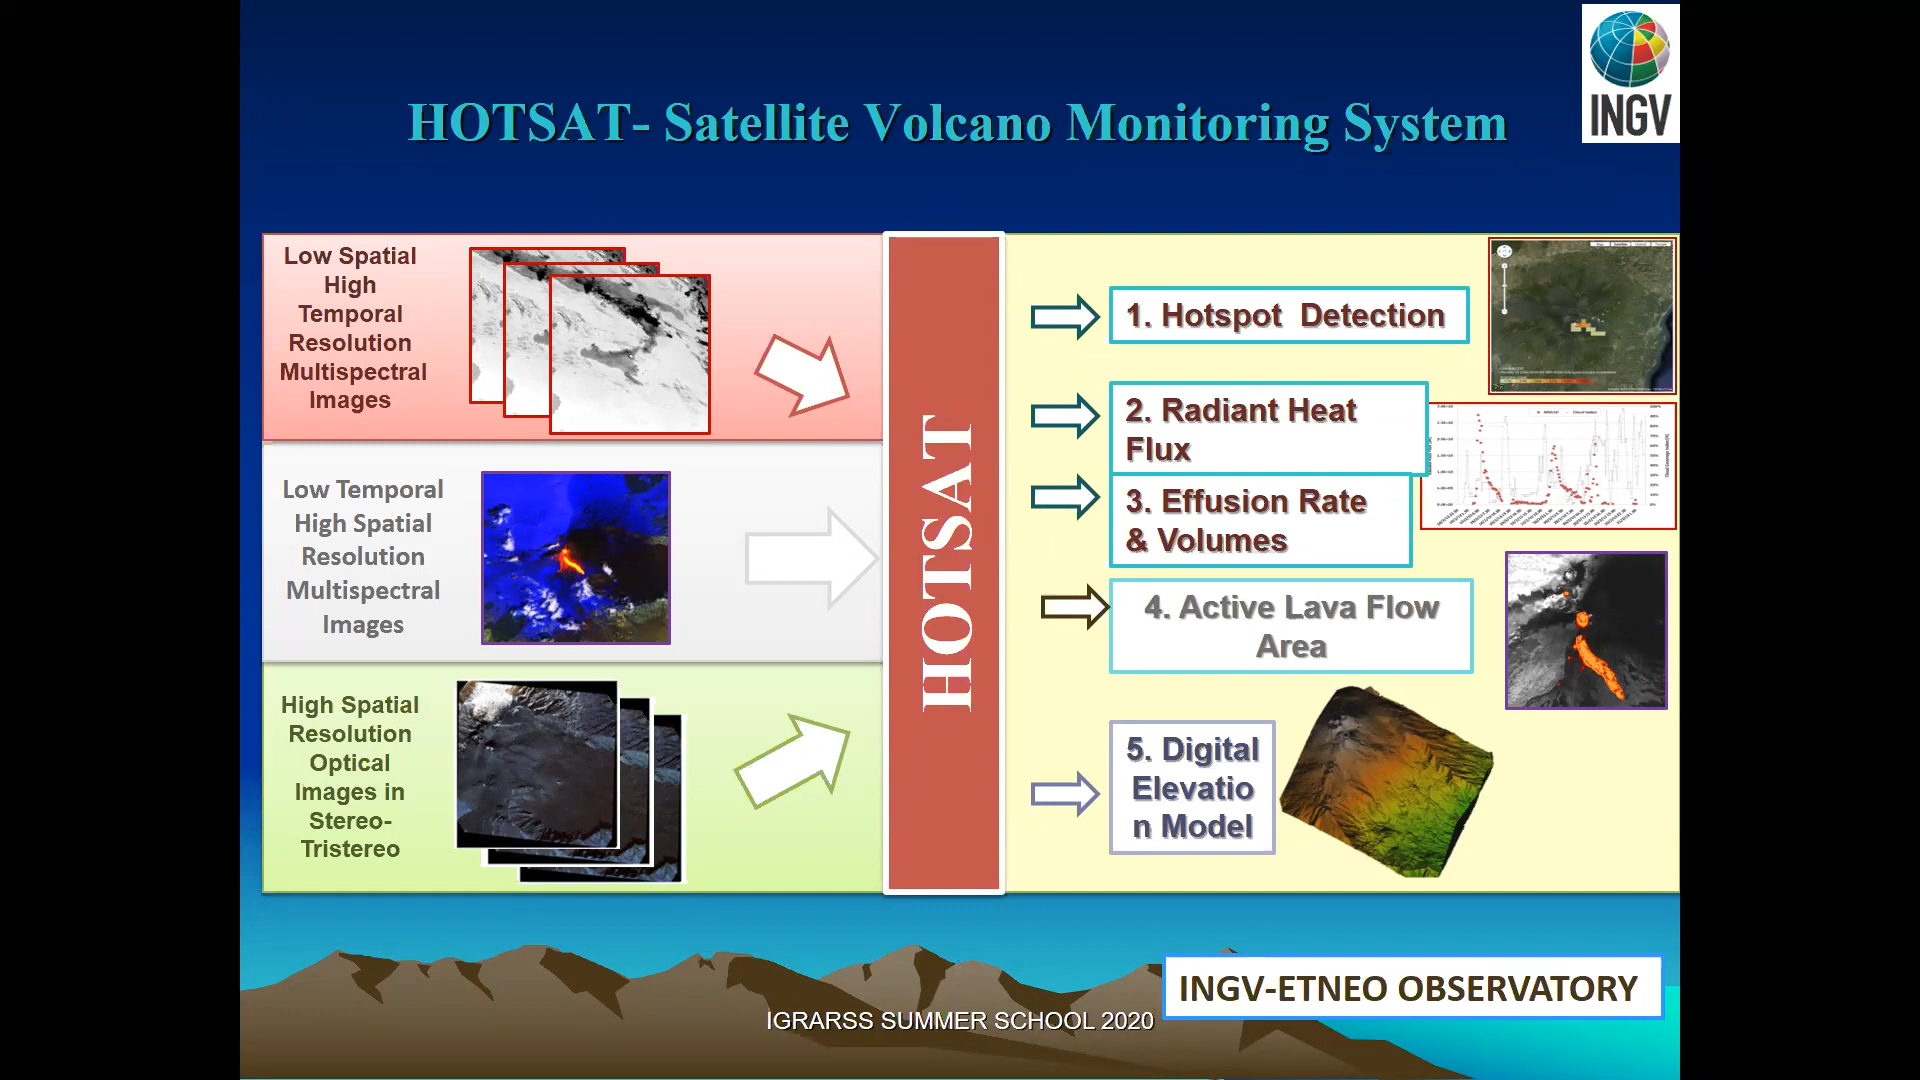 INGV
HOTSAT- Satellite Volcano Monitoring System
Low Spatial
High
Temporal
Resolution
Multispectral
Images
Low Temporal
High Spatial
Resolution
Multispectral
Images
High Spatial
Resolution
Optical
Images in
Stereo-
Tristereo
HOTSAT
1. Hotspot  Detection
2. Radiant Heat
Flux
3. Effusion Rate
& Volumes
4. Active Lava Flow
Area
5. Digital
Elevatio
n Model
INGV-ETNEO OBSERVATORY
IGRARSS SUMMER SCHOOL 2020